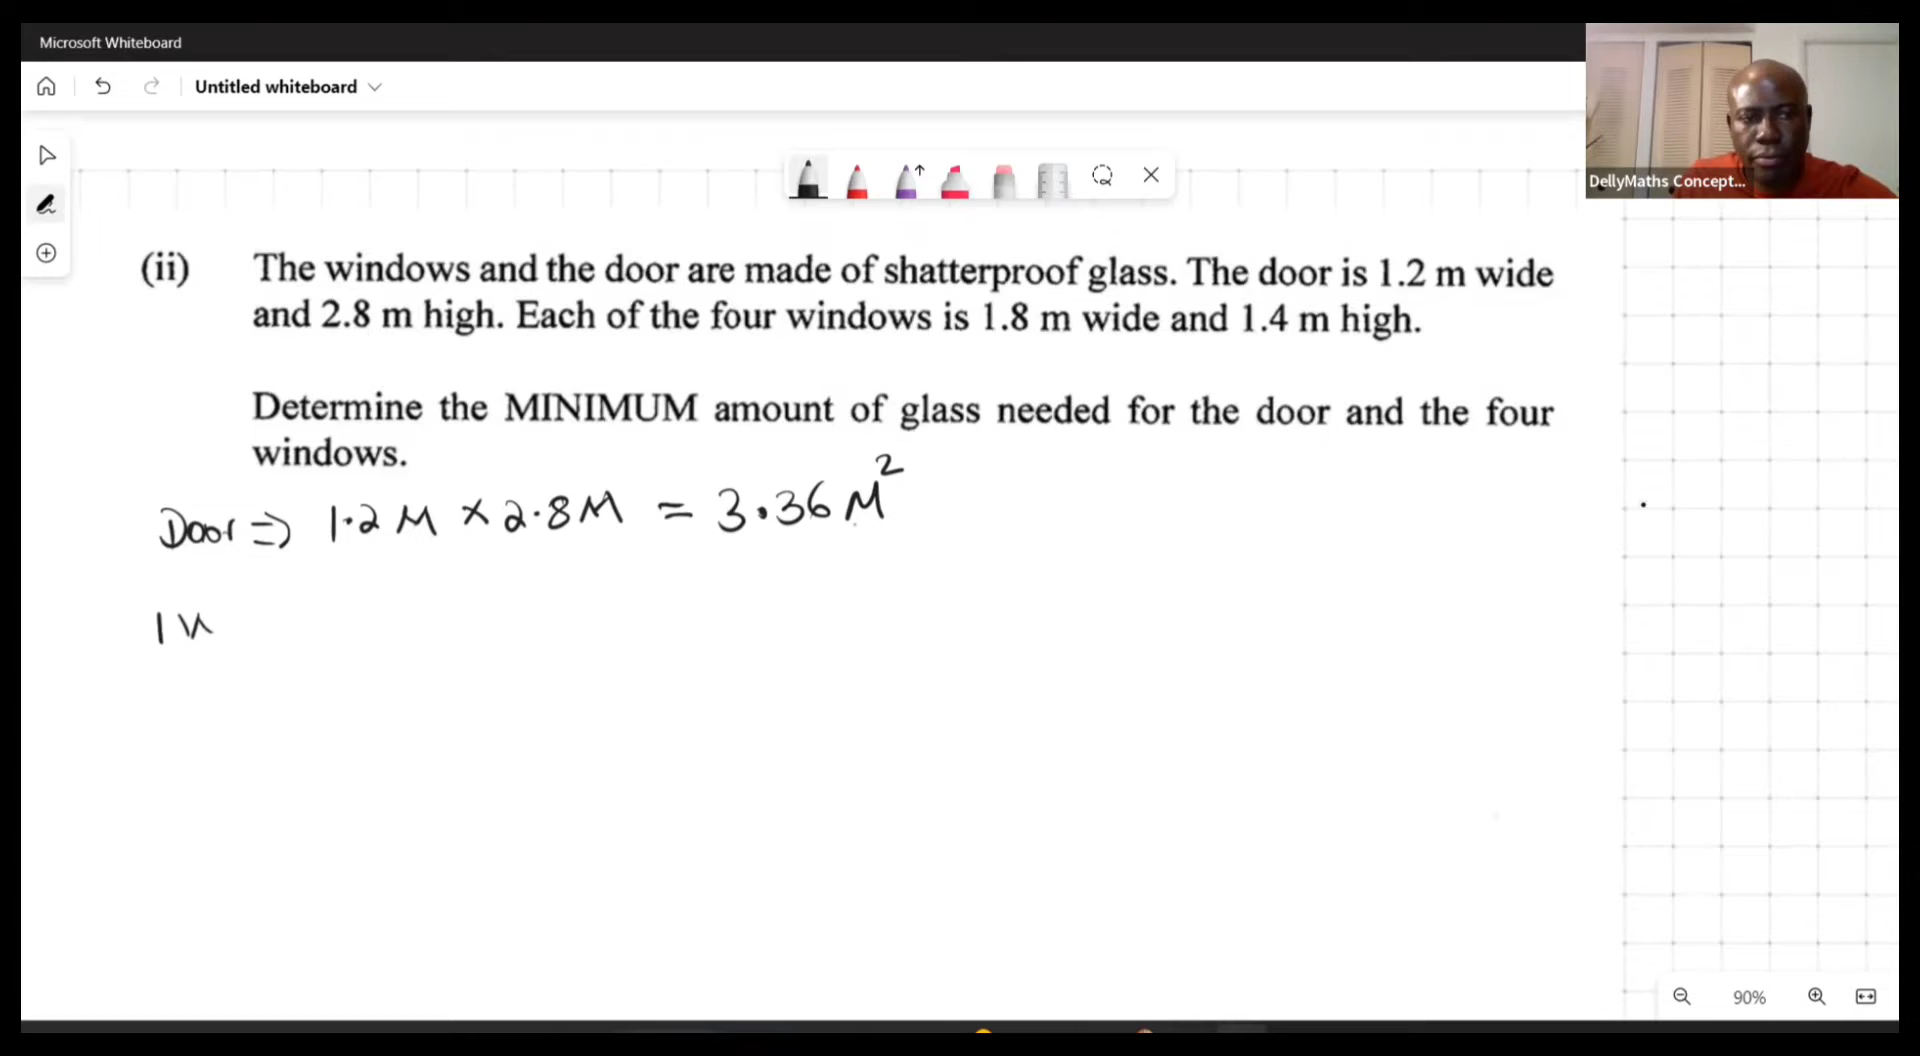 Microsoft Whiteboard
Untitled whiteboard
DellyMaths Concept...
(ii) The windows and the door are made of shatterproof glass. The door is 1.2 m wide
and 2.8 m high. Each of the four windows is 1.8 m wide and 1.4 m high.
Determine the MINIMUM amount of glass needed for the door and the four
windows.
Door ⇒ 1.2 M × 2.8 M = 3.36 M²
1 W
90%